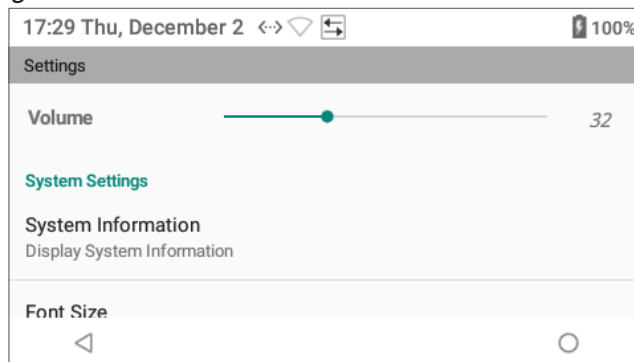 17:29 Thu, December 2
100%
Settings
Volume
32
System Settings
System Information
Display System Information
Font Size